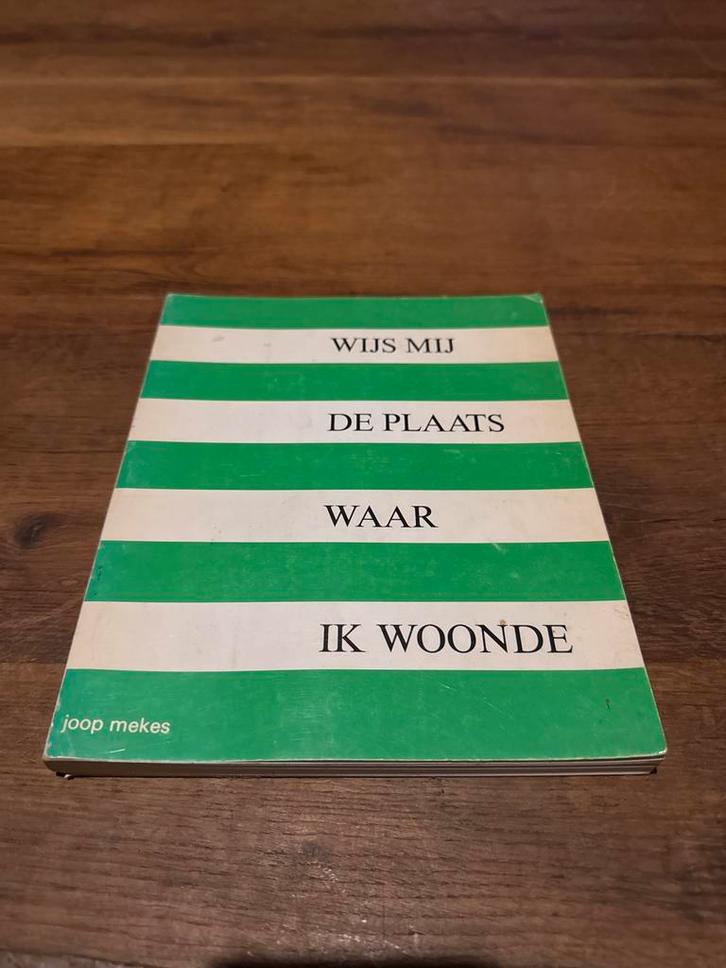 WIJS MIJ
DE PLAATS
WAAR
IK WOONDE
joop mekes